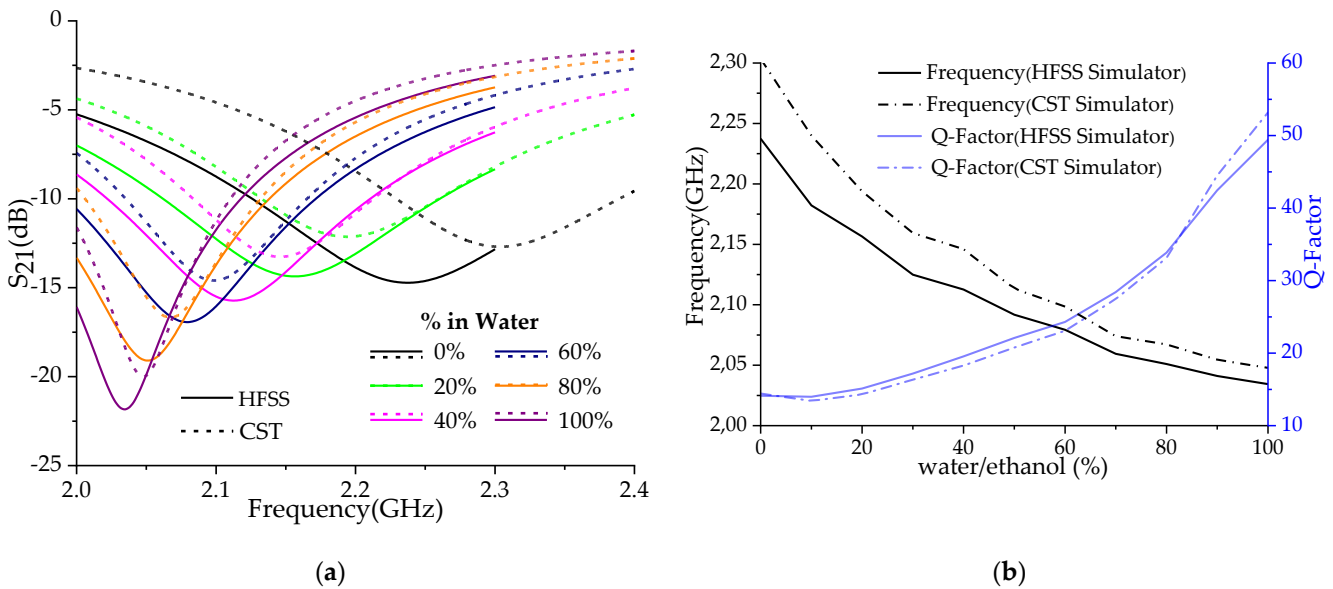 0
-5
-10
-15
-20
-25
S21(dB)
2.0
2.1
2.2
2.3
2.4
Frequency(GHz)
% in Water
0%
60%
20%
80%
40%
100%
HFSS
CST
(a)
2,30
2,25
2,20
2,15
2,10
2,05
2,00
Frequency(GHz)
Frequency(HFSS Simulator)
Frequency(CST Simulator)
Q-Factor(HFSS Simulator)
Q-Factor(CST Simulator)
60
50
40
30
20
10
Q-Factor
0
20
40
60
80
100
water/ethanol (%)
(b)